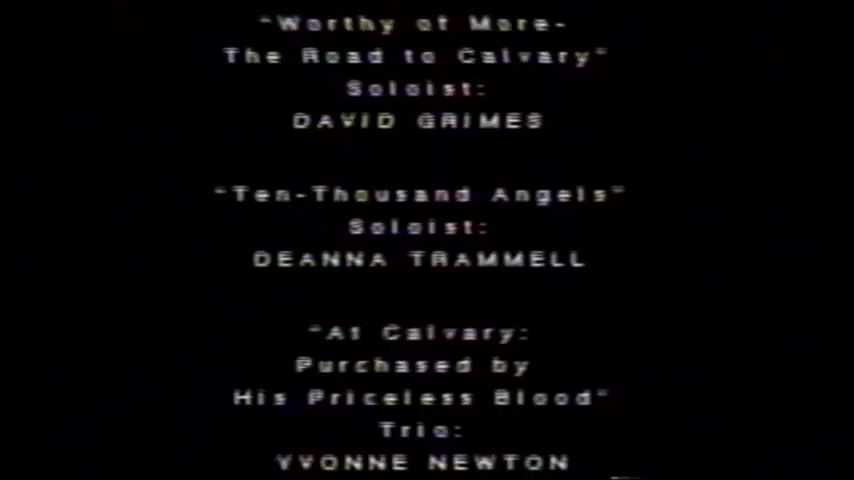 "Worthy of More-
The Road to Calvary"
Soloist:
DAVID GRIMES
"Ten-Thousand Angels"
Soloist:
DEANNA TRAMMELL
"At Calvary:
Purchased by
His Priceless Blood"
Trio:
YVONNE NEWTON